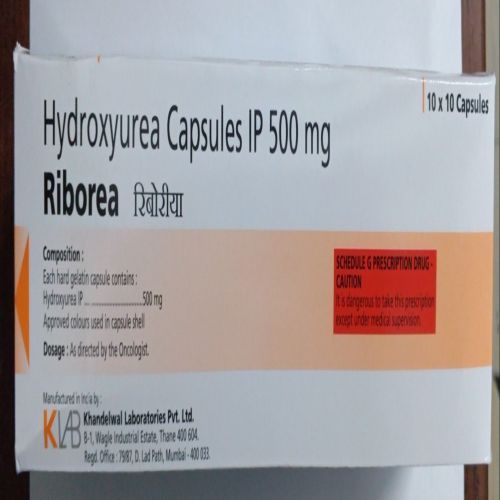 10 x 10 Capsules
Hydroxyurea Capsules IP 500 mg
Riborea रिबोरीया
Composition :
Each hard gelatin capsule contains :
Hydroxyurea IP .... ............................500 mg
Approved colours used in capsule shell
Dosage : As directed by the Oncologist.
SCHEDULE G PRESCRIPTION DRUG -
CAUTION
It is dangerous to take this prescription
except under medical supervision.
Manufactured in India by :
KLAB
Khandelwal Laboratories Pvt. Ltd.
B-1, Wagle Industrial Estate, Thane 400 604.
Regd. Office : 79/87, D. Lad Path, Mumbai - 400 033.